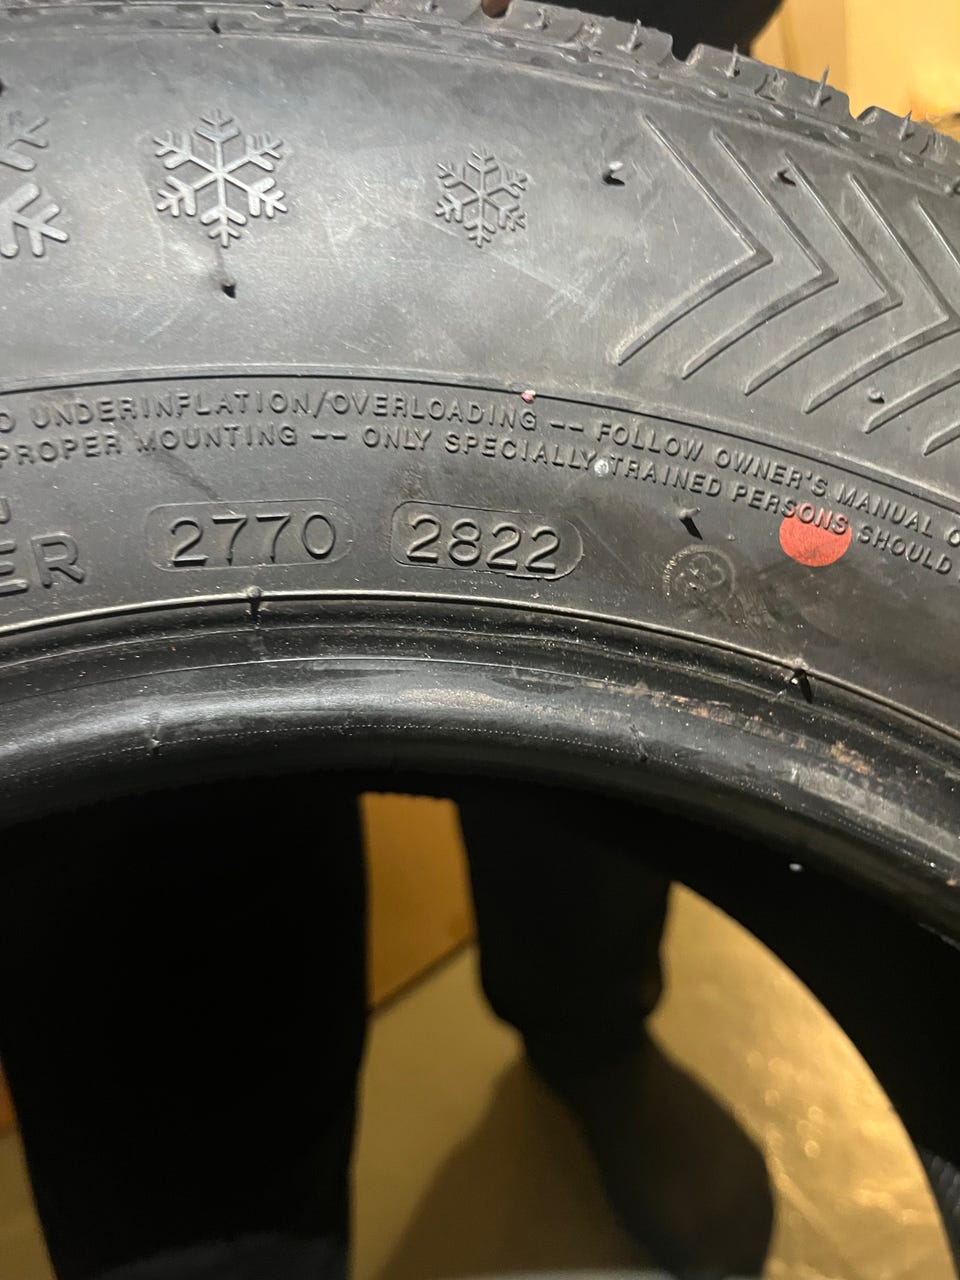 UNDERINFLATION/OVERLOADING -- FOLLOW OWNER'S MANUAL
PROPER MOUNTING -- ONLY SPECIALLY TRAINED PERSONS SHOULD
2770 2822